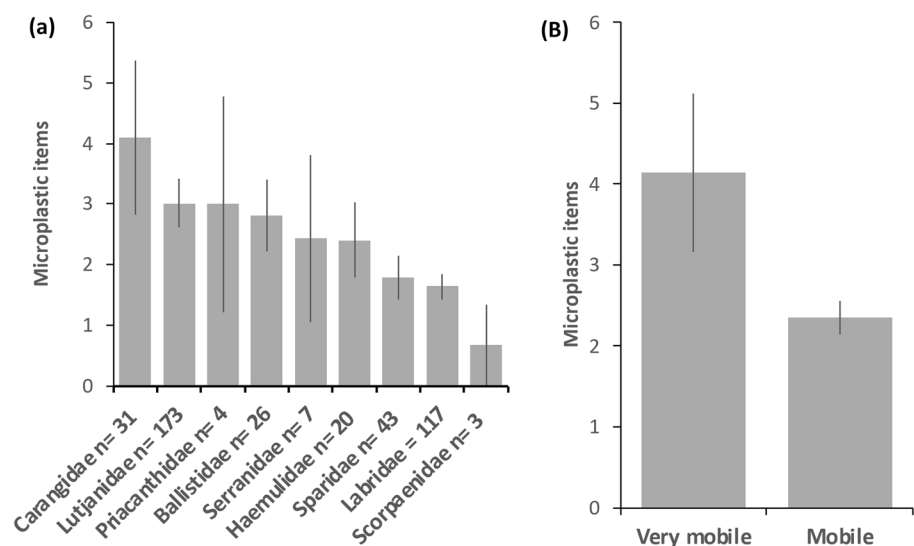 (a)
Microplastic items
6
5
4
3
2
1
0
Carangidae n= 31
Lutjanidae n= 173
Priacanthidae n= 4
Ballistidae n= 26
Serranidae n= 7
Haemulidae n= 20
Sparidae n= 43
Labridae = 117
Scorpaenidae n= 3
(B)
Microplastic items
6
5
4
3
2
1
0
Very mobile
Mobile